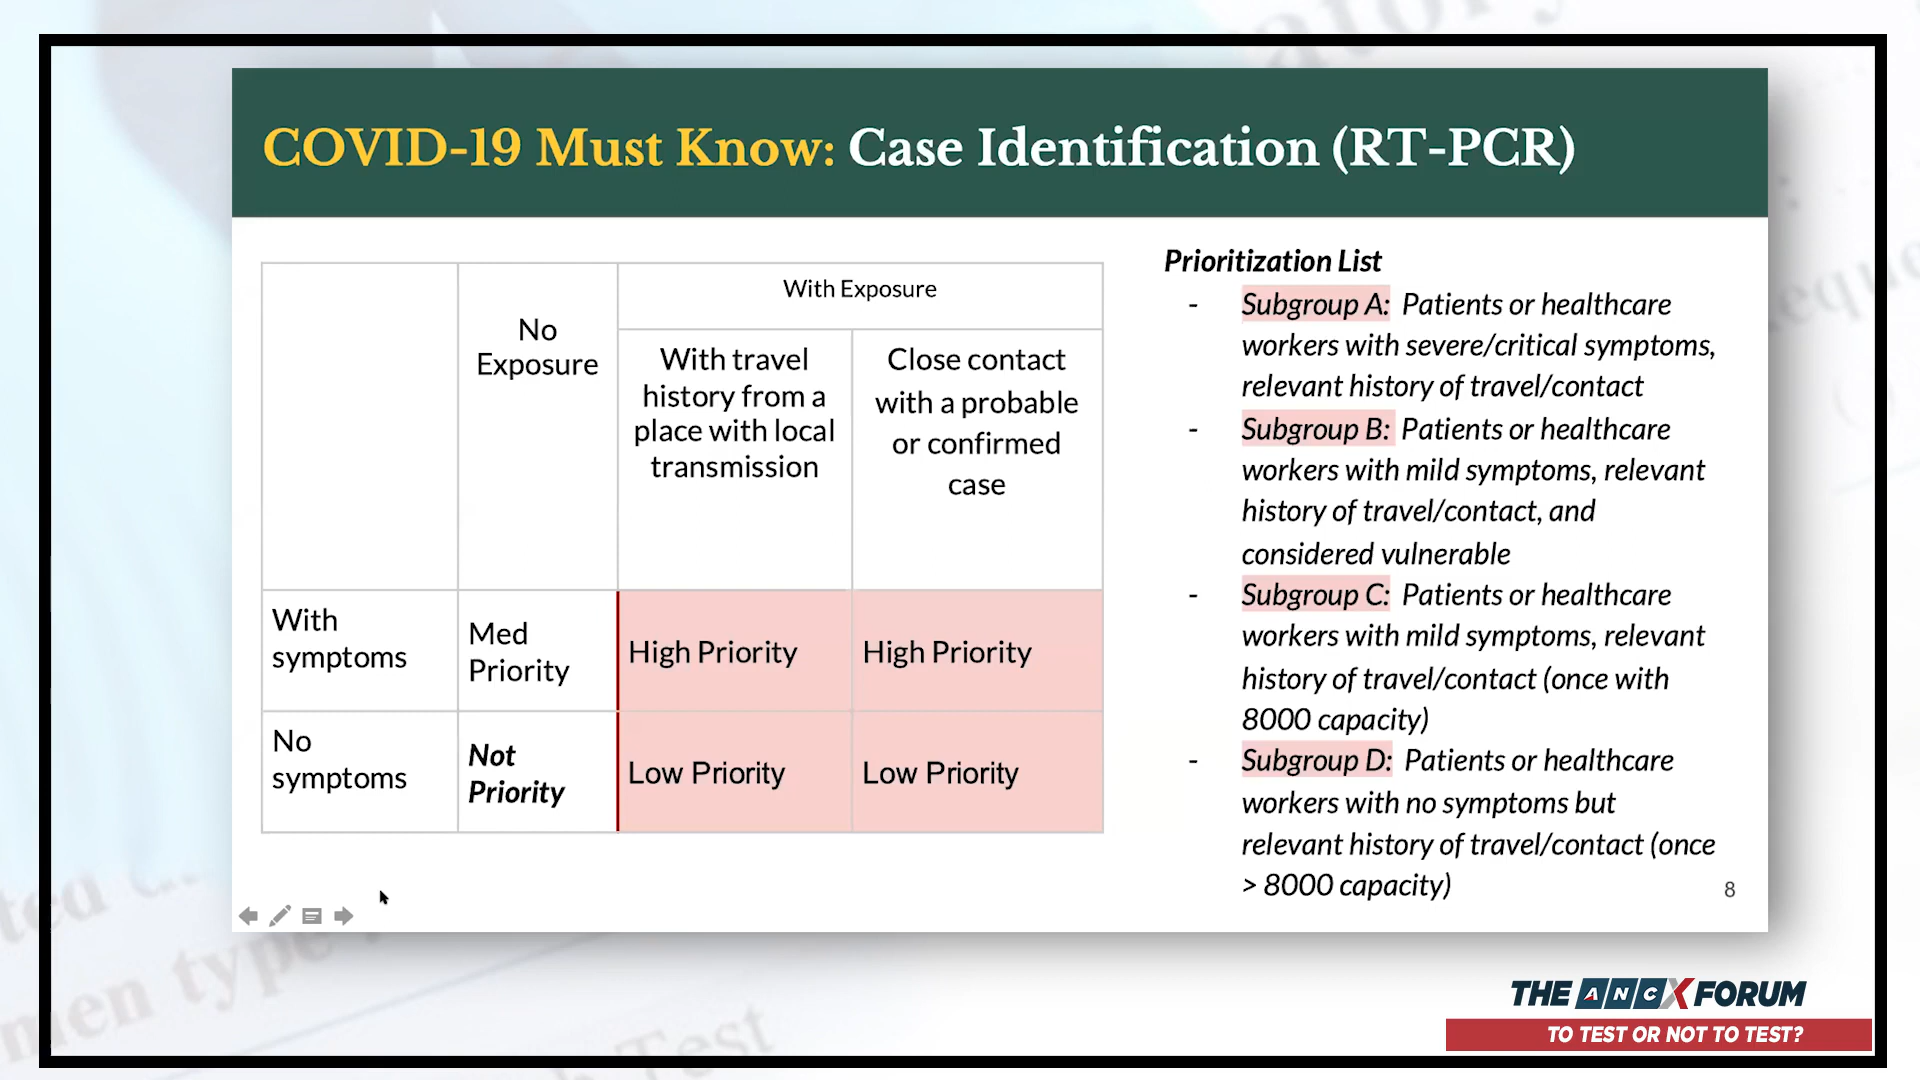 COVID-19 Must Know: Case Identification (RT-PCR)
With Exposure
No
Exposure
With travel
history from a
place with local
transmission
Close contact
with a probable
or confirmed
case
With
symptoms
Med
Priority
High Priority
High Priority
No
symptoms
Not
Priority
Low Priority
Low Priority
Prioritization List
- Subgroup A: Patients or healthcare
workers with severe/critical symptoms,
relevant history of travel/contact
- Subgroup B: Patients or healthcare
workers with mild symptoms, relevant
history of travel/contact, and
considered vulnerable
- Subgroup C: Patients or healthcare
workers with mild symptoms, relevant
history of travel/contact (once with
8000 capacity)
- Subgroup D: Patients or healthcare
workers with no symptoms but
relevant history of travel/contact (once
> 8000 capacity)
8
THE ANCX FORUM
TO TEST OR NOT TO TEST?
Test